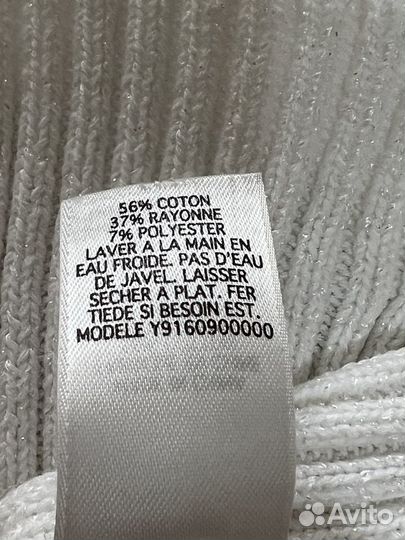 56% COTON
37% RAYONNE
7% POLYESTER
LAVER A LA MAIN EN
EAU FROIDE. PAS D'EAU
DE JAVEL. LAISSER
SECHER A PLAT. FER
TIEDE SI BESOIN EST.
MODELE Y9160900000
Avito